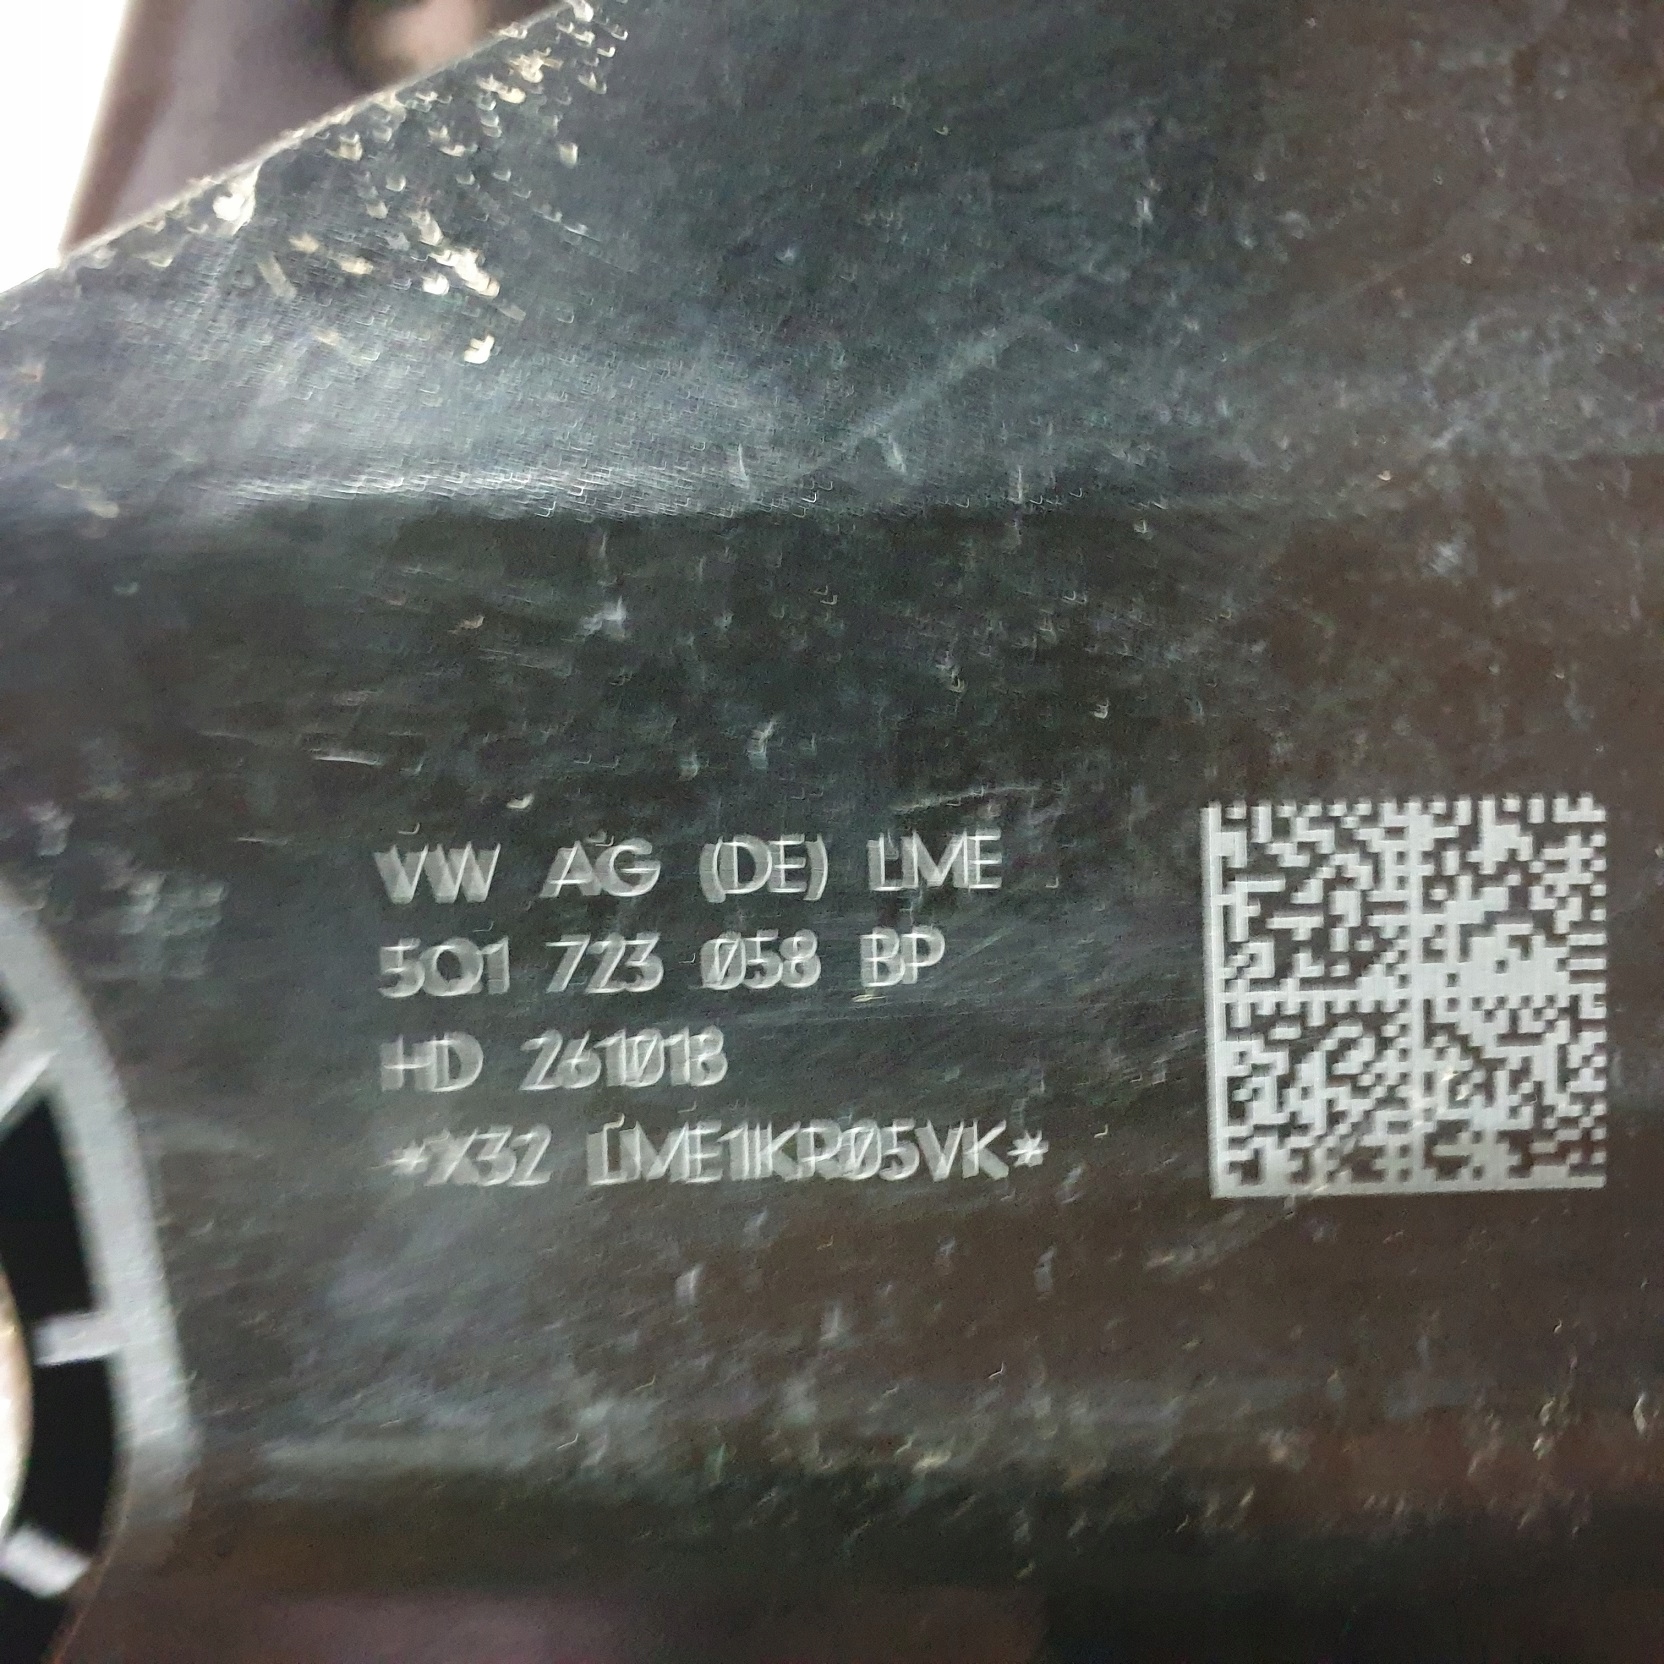 VW AG (DE) LME
5Q1 723 058 BP
HD 261018
*X32 LME1KR05VK*